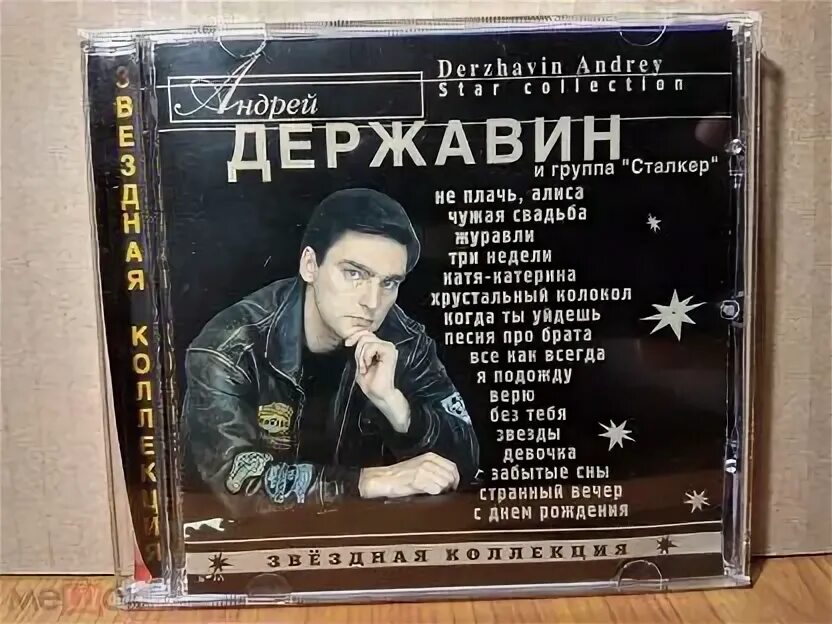 ЗВЕЗДНАЯ КОЛЛЕКЦИЯ
Андрей
Derzhavin Andrey
Star collection
ДЕРЖАВИН
и группа "Сталкер"
не плачь, алиса
чужая свадьба
журавли
три недели
катя-катерина
хрустальный колокол
когда ты уйдешь
песня про брата
все как всегда
я подожду
верю
без тебя
звезды
девочка
забытые сны
странный вечер
с днем рождения
ЗВЁЗДНАЯ КОЛЛЕКЦИЯ